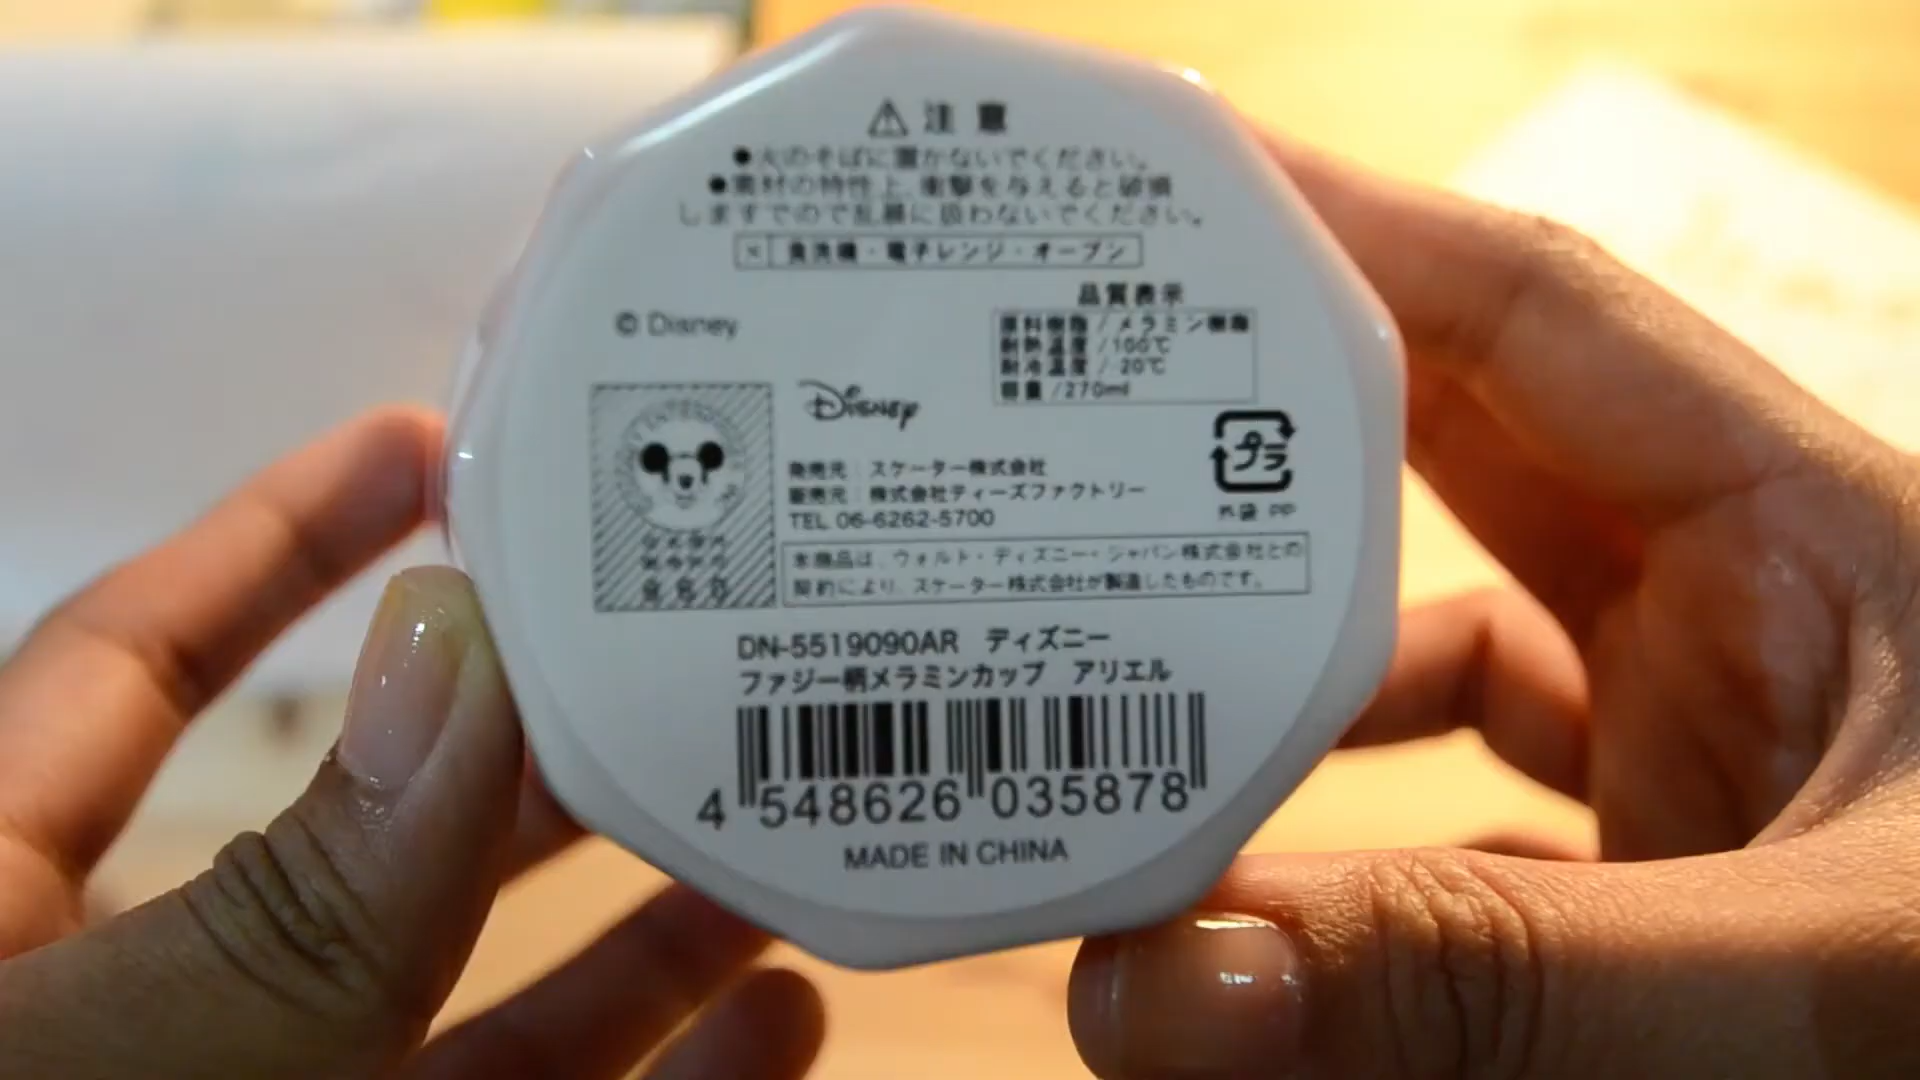 ⚠ 注意
●火のそばに置かないでください。
●素材の特性上、衝撃を与えると破損
しますでので乱暴に扱わないでください。
× 食洗機・電子レンジ・オーブン
品質表示
原料樹脂/メラミン樹脂
耐熱温度/100℃
耐冷温度/-20℃
容量/270ml
© Disney
Disney
プラ
外袋 PP
発売元:スケーター株式会社
販売元:株式会社ティーズファクトリー
TEL 06-6262-5700
本商品は、ウォルト・ディズニー・ジャパン株式会社との
契約により、スケーター株式会社が製造したものです。
DN-5519090AR ディズニー
ファジー柄メラミンカップ アリエル
4 548626 035878
MADE IN CHINA